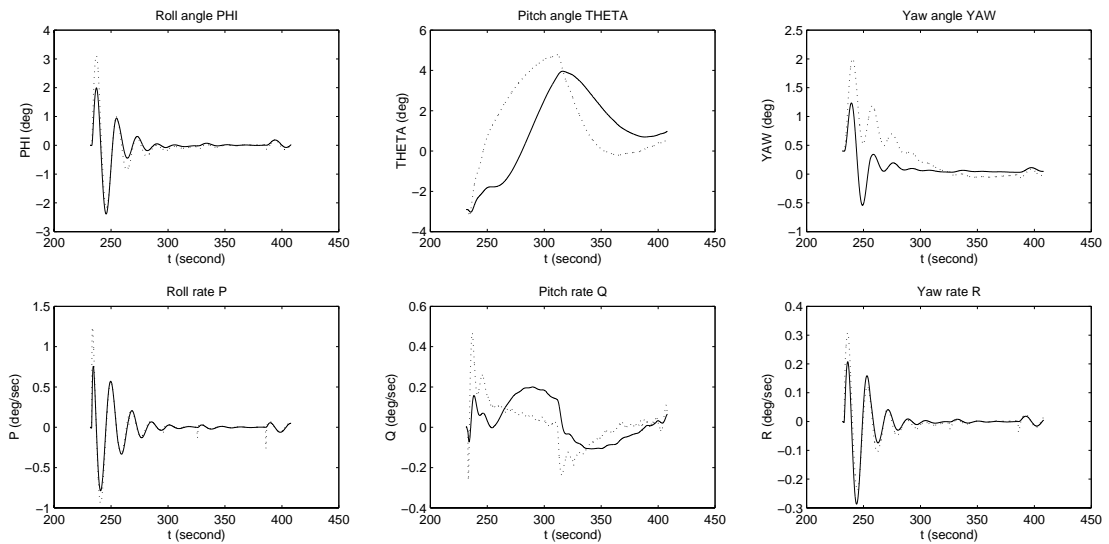 Roll angle PHI
4
3
2
1
0
−1
−2
−3
PHI (deg)
200 250 300 350 400 450
t (second)
Pitch angle THETA
6
4
2
0
−2
−4
THETA (deg)
200 250 300 350 400 450
t (second)
Yaw angle YAW
2.5
2
1.5
1
0.5
0
−0.5
−1
YAW (deg)
200 250 300 350 400 450
t (second)
Roll rate P
1.5
1
0.5
0
−0.5
−1
P (deg/sec)
200 250 300 350 400 450
t (second)
Pitch rate Q
0.6
0.4
0.2
0
−0.2
−0.4
Q (deg/sec)
200 250 300 350 400 450
t (second)
Yaw rate R
0.4
0.3
0.2
0.1
0
−0.1
−0.2
−0.3
R (deg/sec)
200 250 300 350 400 450
t (second)